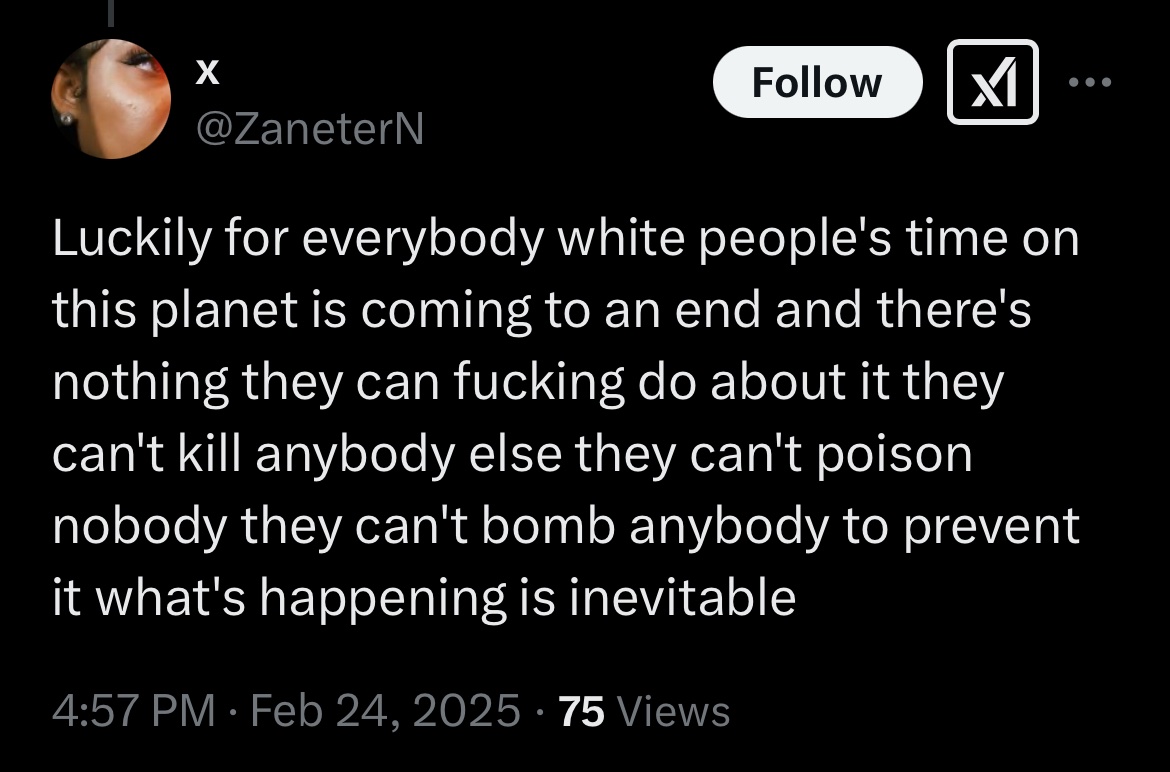 x
@ZaneterN
Follow
Luckily for everybody white people's time on
this planet is coming to an end and there's
nothing they can fucking do about it they
can't kill anybody else they can't poison
nobody they can't bomb anybody to prevent
it what's happening is inevitable
4:57 PM · Feb 24, 2025 · 75 Views